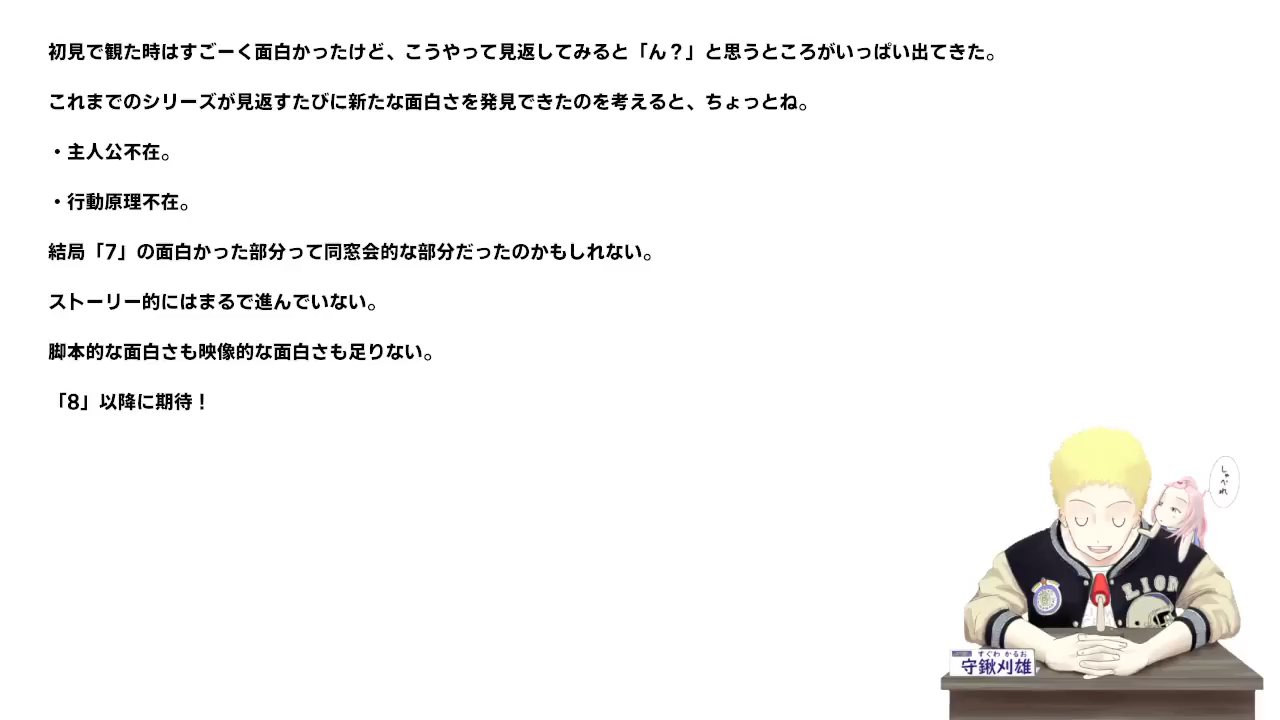 初見で観た時はすごーく面白かったけど、こうやって見返してみると「ん？」と思うところがいっぱい出てきた。
これまでのシリーズが見返すたびに新たな面白さを発見できたのを考えると、ちょっとね。
・主人公不在。
・行動原理不在。
結局「7」の面白かった部分って同窓会的な部分だったのかもしれない。
ストーリー的にはまるで進んでいない。
脚本的な面白さも映像的な面白さも足りない。
「8」以降に期待！
しゃべれ
LION
すぐわ かるお
守鍬刈雄